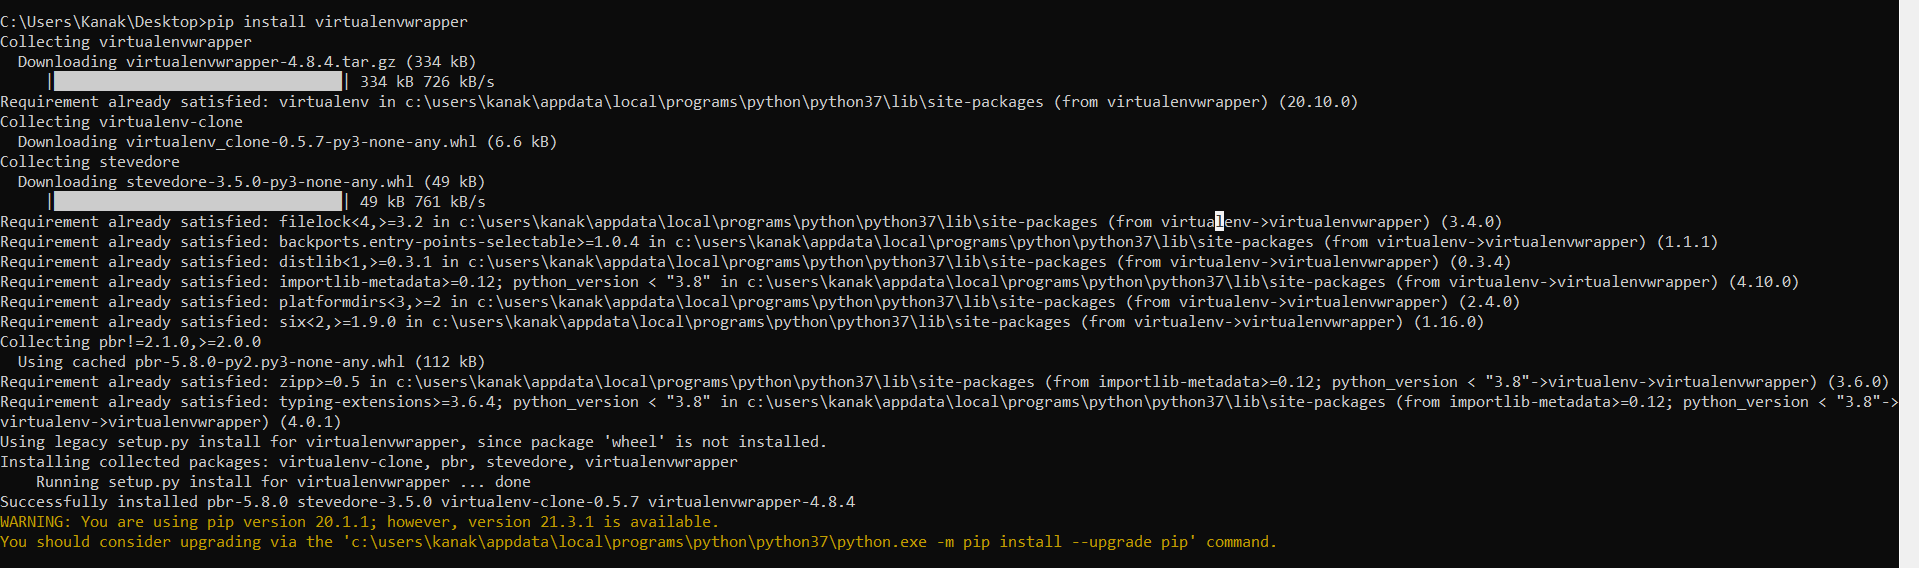 C:\Users\Kanak\Desktop>pip install virtualenvwrapper
Collecting virtualenvwrapper
  Downloading virtualenvwrapper-4.8.4.tar.gz (334 kB)
     |████████████████████████████████| 334 kB 726 kB/s
Requirement already satisfied: virtualenv in c:\users\kanak\appdata\local\programs\python\python37\lib\site-packages (from virtualenvwrapper) (20.10.0)
Collecting virtualenv-clone
  Downloading virtualenv_clone-0.5.7-py3-none-any.whl (6.6 kB)
Collecting stevedore
  Downloading stevedore-3.5.0-py3-none-any.whl (49 kB)
     |████████████████████████████████| 49 kB 761 kB/s
Requirement already satisfied: filelock<4,>=3.2 in c:\users\kanak\appdata\local\programs\python\python37\lib\site-packages (from virtualenv->virtualenvwrapper) (3.4.0)
Requirement already satisfied: backports.entry-points-selectable>=1.0.4 in c:\users\kanak\appdata\local\programs\python\python37\lib\site-packages (from virtualenv->virtualenvwrapper) (1.1.1)
Requirement already satisfied: distlib<1,>=0.3.1 in c:\users\kanak\appdata\local\programs\python\python37\lib\site-packages (from virtualenv->virtualenvwrapper) (0.3.4)
Requirement already satisfied: importlib-metadata>=0.12; python_version < "3.8" in c:\users\kanak\appdata\local\programs\python\python37\lib\site-packages (from virtualenv->virtualenvwrapper) (4.10.0)
Requirement already satisfied: platformdirs<3,>=2 in c:\users\kanak\appdata\local\programs\python\python37\lib\site-packages (from virtualenv->virtualenvwrapper) (2.4.0)
Requirement already satisfied: six<2,>=1.9.0 in c:\users\kanak\appdata\local\programs\python\python37\lib\site-packages (from virtualenv->virtualenvwrapper) (1.16.0)
Collecting pbr!=2.1.0,>=2.0.0
  Using cached pbr-5.8.0-py2.py3-none-any.whl (112 kB)
Requirement already satisfied: zipp>=0.5 in c:\users\kanak\appdata\local\programs\python\python37\lib\site-packages (from importlib-metadata>=0.12; python_version < "3.8"->virtualenv->virtualenvwrapper) (3.6.0)
Requirement already satisfied: typing-extensions>=3.6.4; python_version < "3.8" in c:\users\kanak\appdata\local\programs\python\python37\lib\site-packages (from importlib-metadata>=0.12; python_version < "3.8"->
virtualenv->virtualenvwrapper) (4.0.1)
Using legacy setup.py install for virtualenvwrapper, since package 'wheel' is not installed.
Installing collected packages: virtualenv-clone, pbr, stevedore, virtualenvwrapper
    Running setup.py install for virtualenvwrapper ... done
Successfully installed pbr-5.8.0 stevedore-3.5.0 virtualenv-clone-0.5.7 virtualenvwrapper-4.8.4
WARNING: You are using pip version 20.1.1; however, version 21.3.1 is available.
You should consider upgrading via the 'c:\users\kanak\appdata\local\programs\python\python37\python.exe -m pip install --upgrade pip' command.